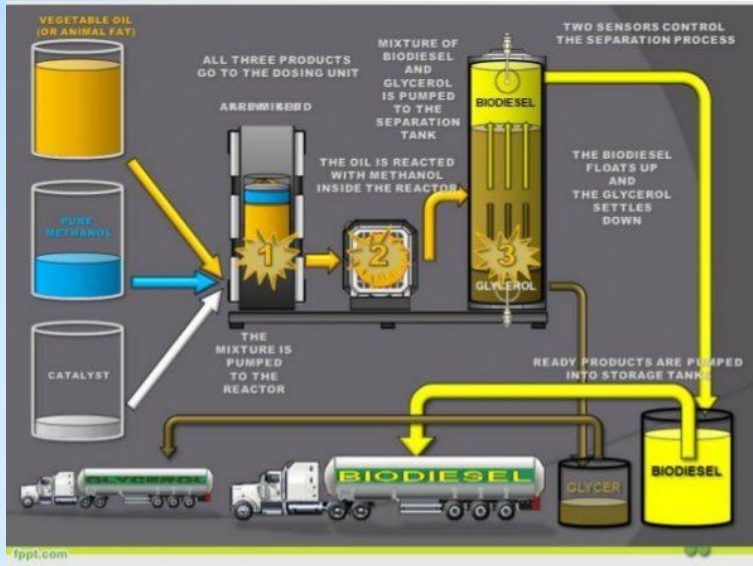 VEGETABLE OIL
(OR ANIMAL FAT)
ALL THREE PRODUCTS
GO TO THE DOSING UNIT
MIXTURE OF
BIODIESEL
AND
GLYCEROL
IS PUMPED
TO THE
SEPARATION
TANK
TWO SENSORS CONTROL
THE SEPARATION PROCESS
BIODIESEL
THE OIL IS REACTED
WITH METHANOL
INSIDE THE REACTOR
THE BIODIESEL
FLOATS UP
AND
THE GLYCEROL
SETTLES
DOWN
PURE
METHANOL
1
2
3
GLYCEROL
CATALYST
THE
MIXTURE IS
PUMPED
TO THE
REACTOR
READY PRODUCTS ARE PUMPED
INTO STORAGE TANKS
GLYCEROL
BIODIESEL
GLYCER
BIODIESEL
fppt.com